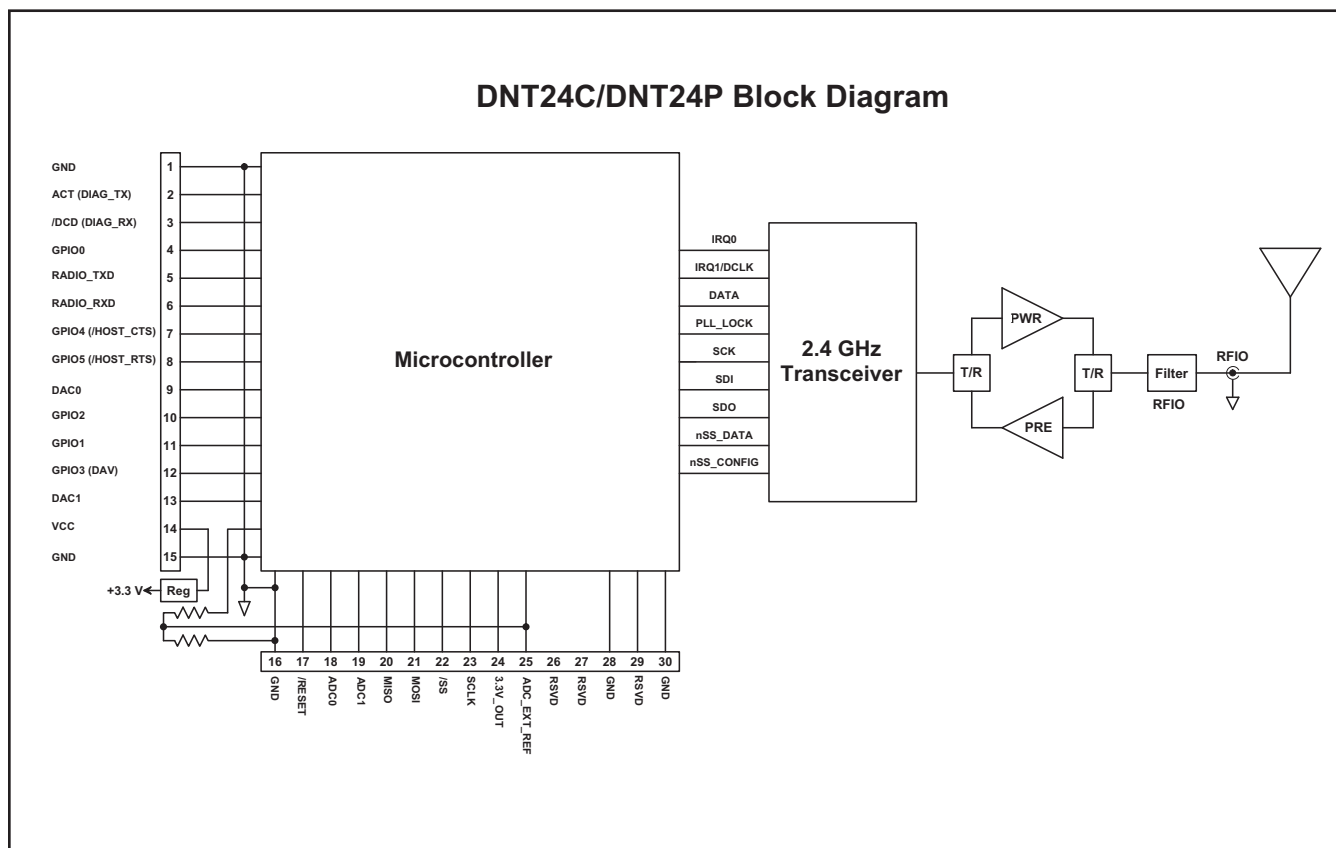 DNT24C/DNT24P Block Diagram
GND 1
ACT (DIAG_TX) 2
/DCD (DIAG_RX) 3
GPIO0 4
RADIO_TXD 5
RADIO_RXD 6
GPIO4 (/HOST_CTS) 7
GPIO5 (/HOST_RTS) 8
DAC0 9
GPIO2 10
GPIO1 11
GPIO3 (DAV) 12
DAC1 13
VCC 14
GND 15
+3.3 V Reg
Microcontroller
IRQ0
IRQ1/DCLK
DATA
PLL_LOCK
SCK
SDI
SDO
nSS_DATA
nSS_CONFIG
2.4 GHz
Transceiver
T/R
PWR
PRE
T/R
Filter
RFIO
RFIO
16 17 18 19 20 21 22 23 24 25 26 27 28 29 30
GND
/RESET
ADC0
ADC1
MISO
MOSI
/SS
SCLK
3.3V_OUT
ADC_EXT_REF
RSVD
RSVD
GND
RSVD
GND